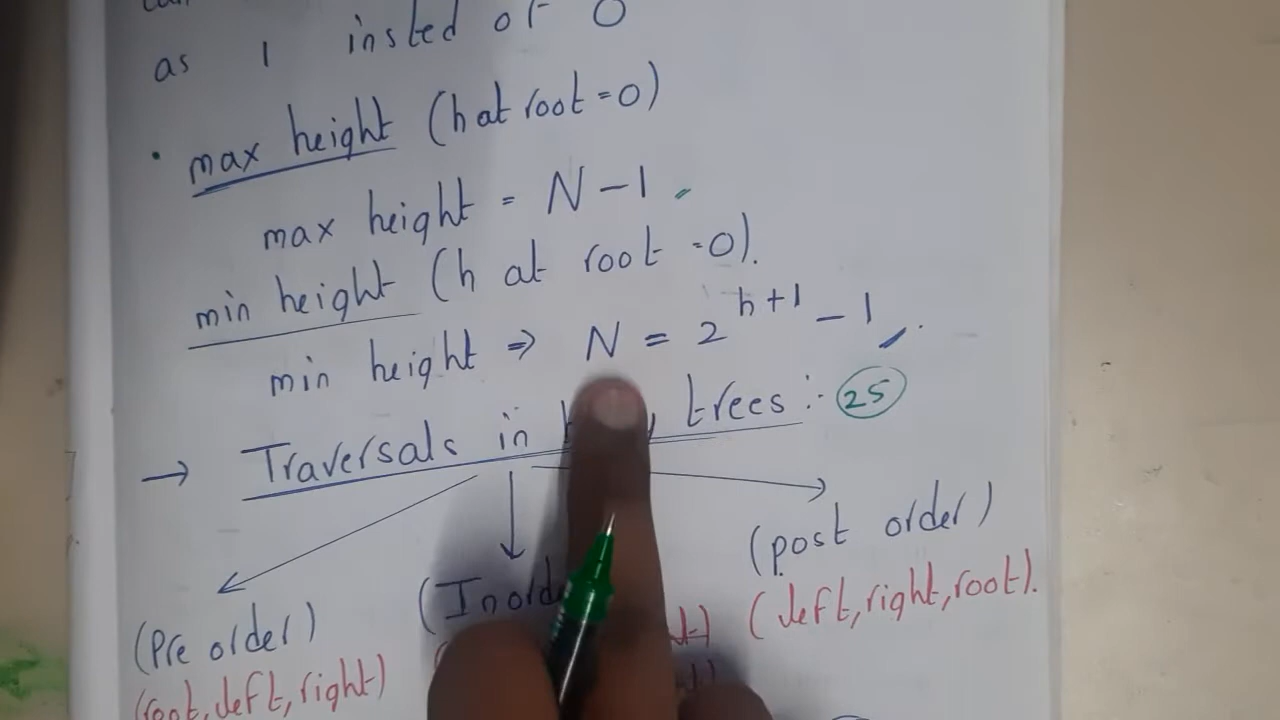 as 1 insted of 0
• max height (h at root = 0)
max height = N - 1
min height (h at root = 0).
min height ⇒ N = 2^(h+1) - 1
→ Traversals in trees :- 25
(post order)
(left, right, root).
(Inord
(Pre order)
(root, left, right)